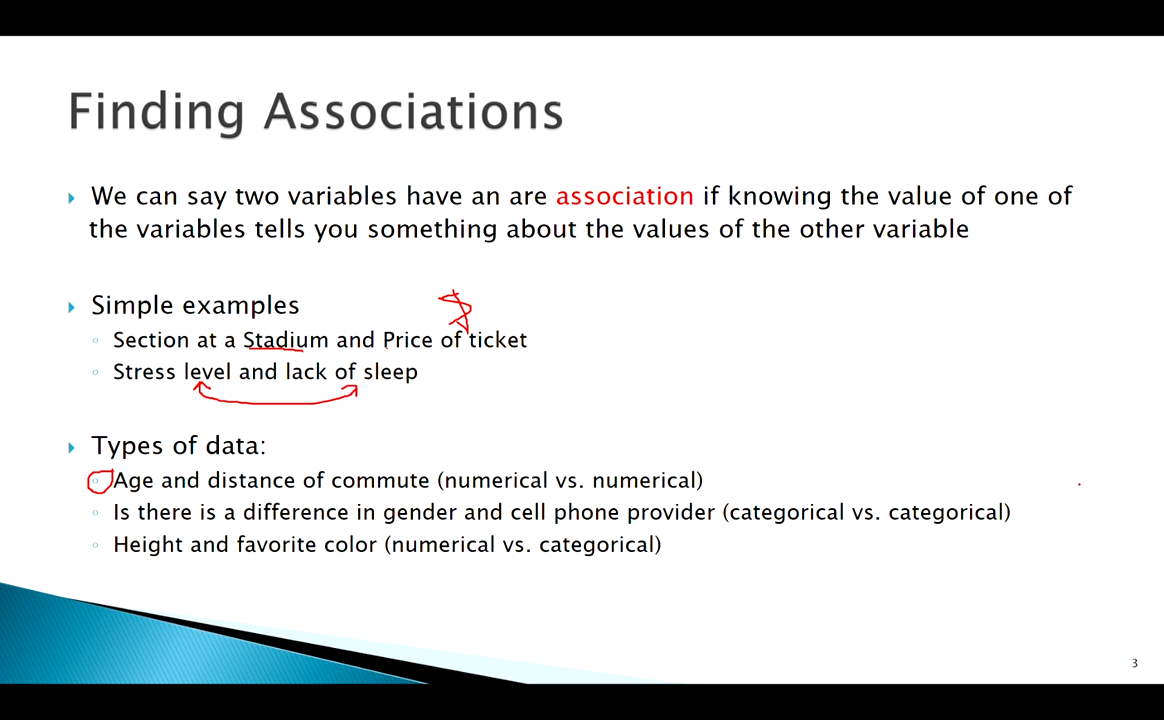 Finding Associations
We can say two variables have an are association if knowing the value of one of
the variables tells you something about the values of the other variable
Simple examples
$
Section at a Stadium and Price of ticket
Stress level and lack of sleep
Types of data:
Age and distance of commute (numerical vs. numerical)
Is there is a difference in gender and cell phone provider (categorical vs. categorical)
Height and favorite color (numerical vs. categorical)
3